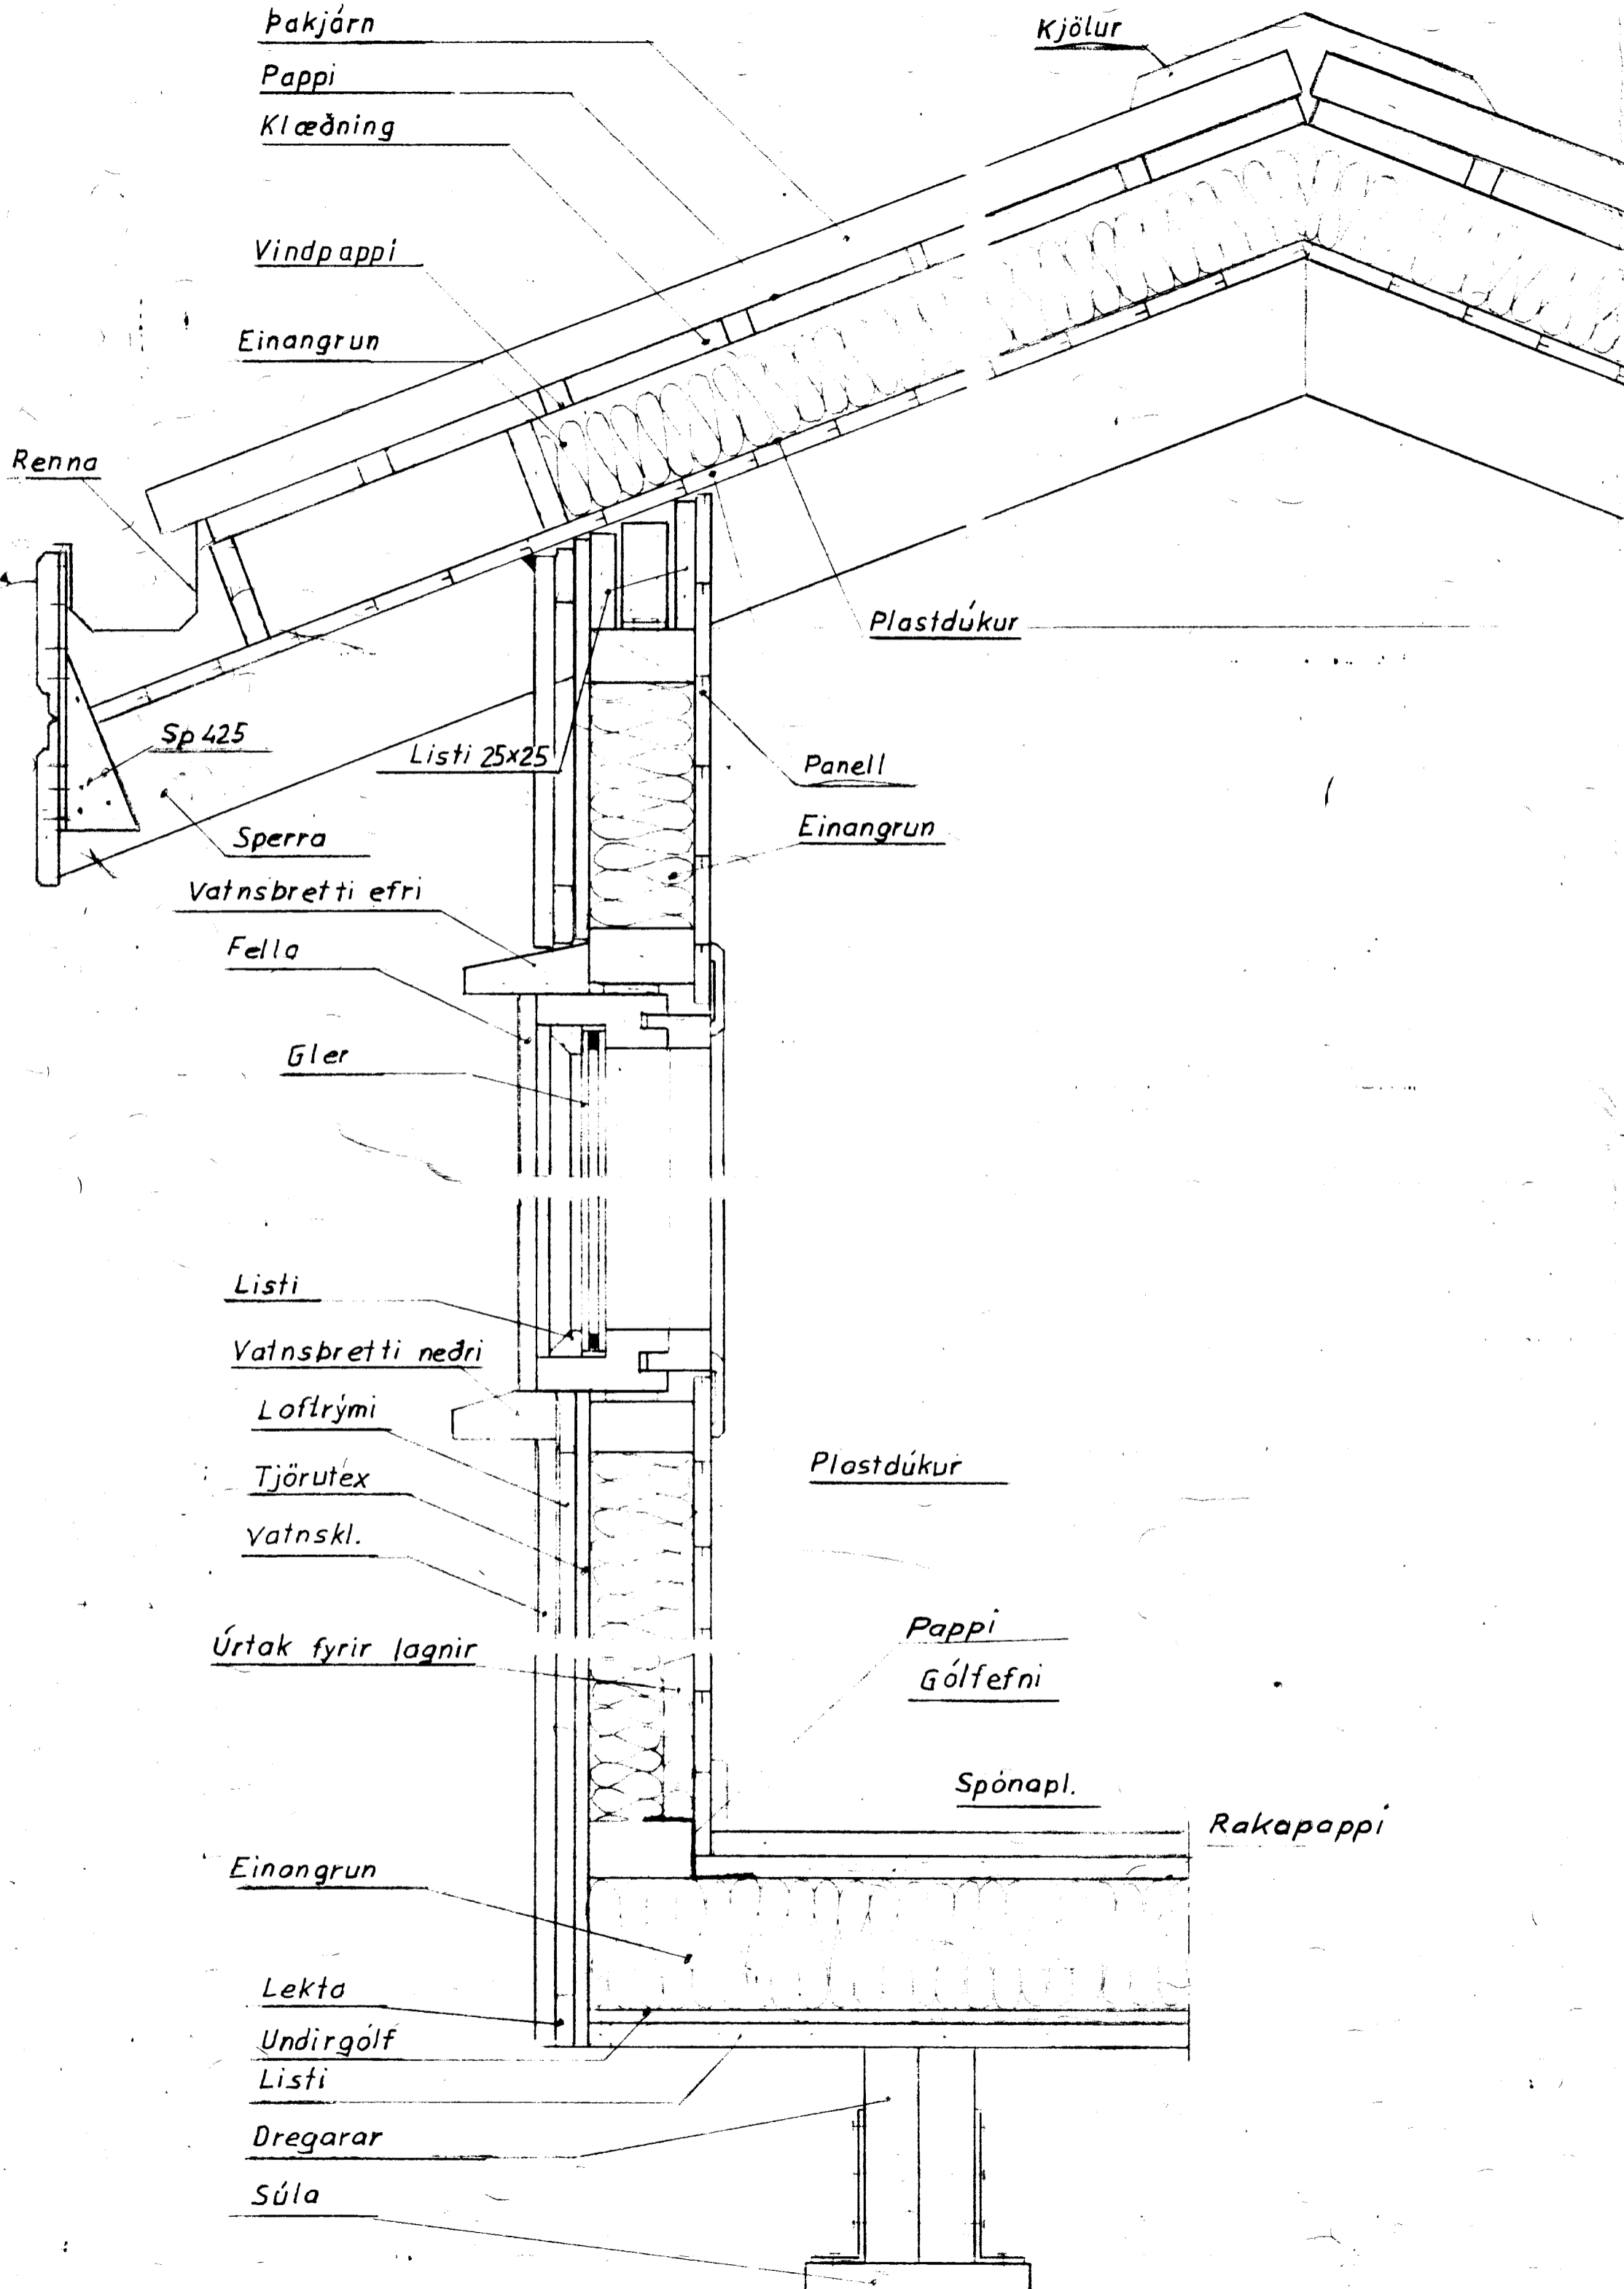 Þakjárn
Kjölur
Pappi
Klæðning
Vindpappi
Einangrun
Renna
Plastdúkur
Sp 425
Listi 25x25
Panell
Sperra
Einangrun
Vatnsbretti efri
Fella
Gler
Listi
Vatnsbretti neðri
Loftrými
Plastdúkur
Tjörutex
Vatnskl.
Pappi
Úrtak fyrir lagnir
Gólfefni
Spónapl.
Rakapappi
Einangrun
Lekta
Undirgólf
Listi
Dregarar
Súla